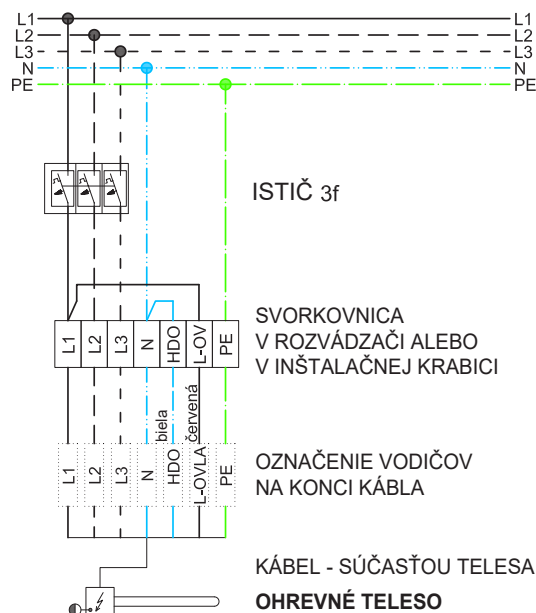 L1 L1
L2 L2
L3 L3
N N
PE PE
ISTIČ 3f
SVORKOVNICA
V ROZVÁDZAČI ALEBO
V INŠTALAČNEJ KRABICI
L1 L2 L3 N HDO L-OV PE
biela
červená
L1 L2 L3 N HDO L-OVLA PE
OZNAČENIE VODIČOV
NA KONCI KÁBLA
KÁBEL - SÚČASŤOU TELESA
OHREVNÉ TELESO